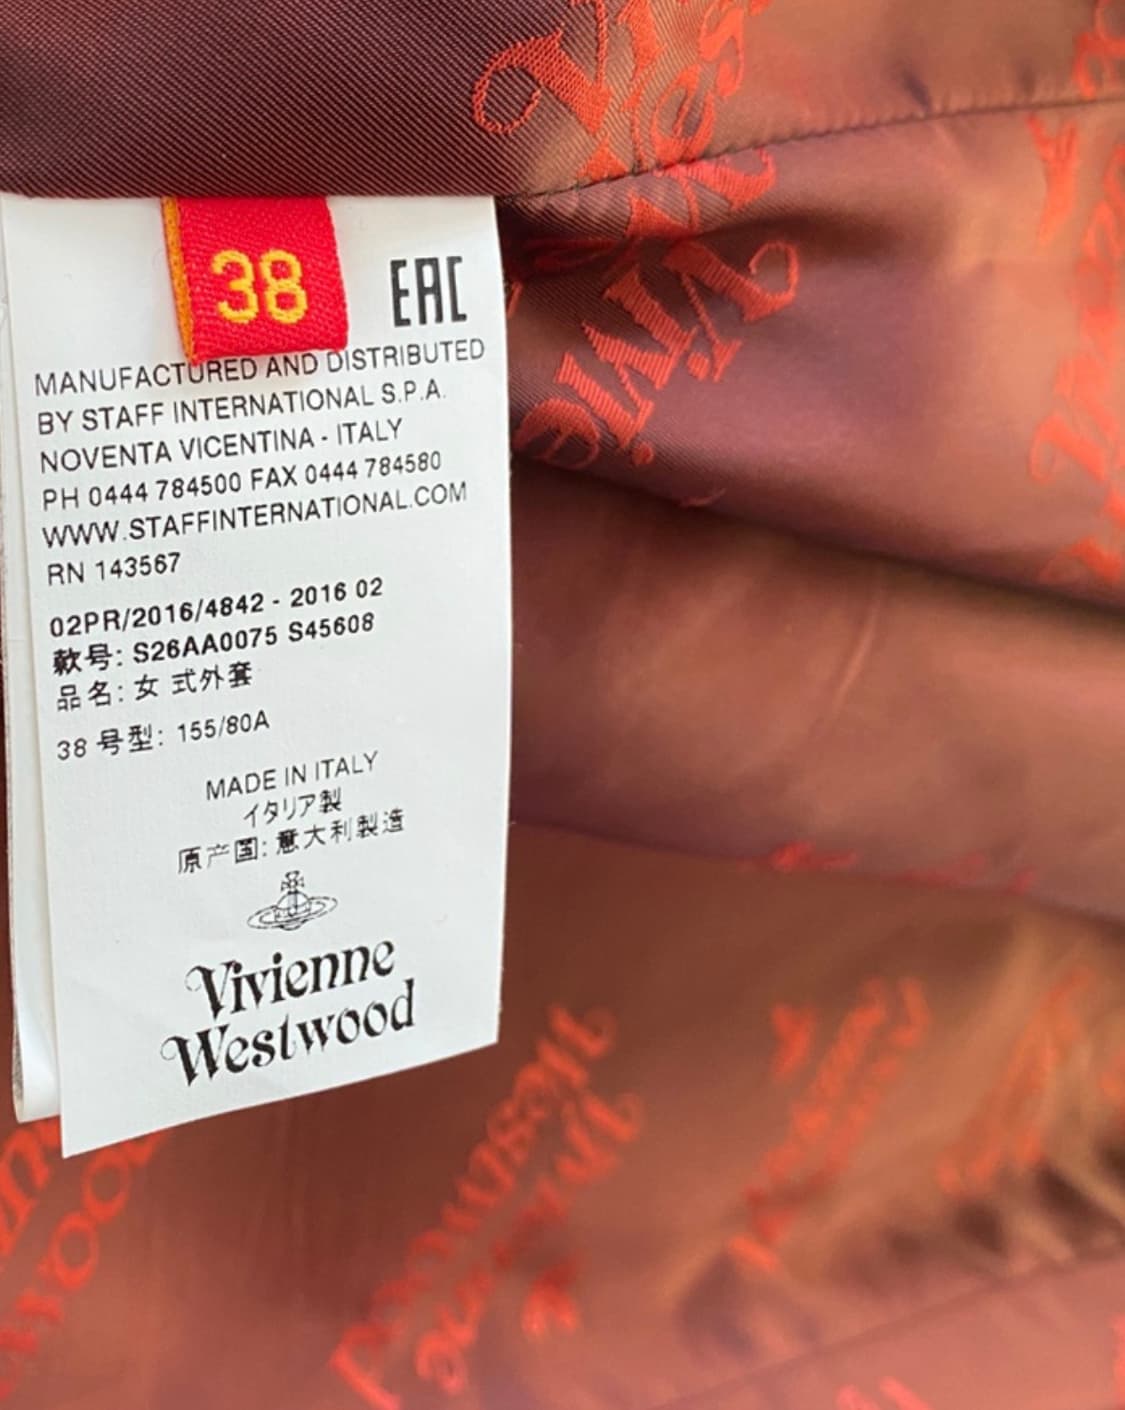 38
EAC
MANUFACTURED AND DISTRIBUTED
BY STAFF INTERNATIONAL S.P.A.
NOVENTA VICENTINA - ITALY
PH 0444 784500 FAX 0444 784580
WWW.STAFFINTERNATIONAL.COM
RN 143567
02PR/2016/4842 - 2016 02
款号: S26AA0075 S45608
品名: 女 式外套
38 号型: 155/80A
MADE IN ITALY
イタリア製
原产国: 意大利製造
Vivienne
Westwood